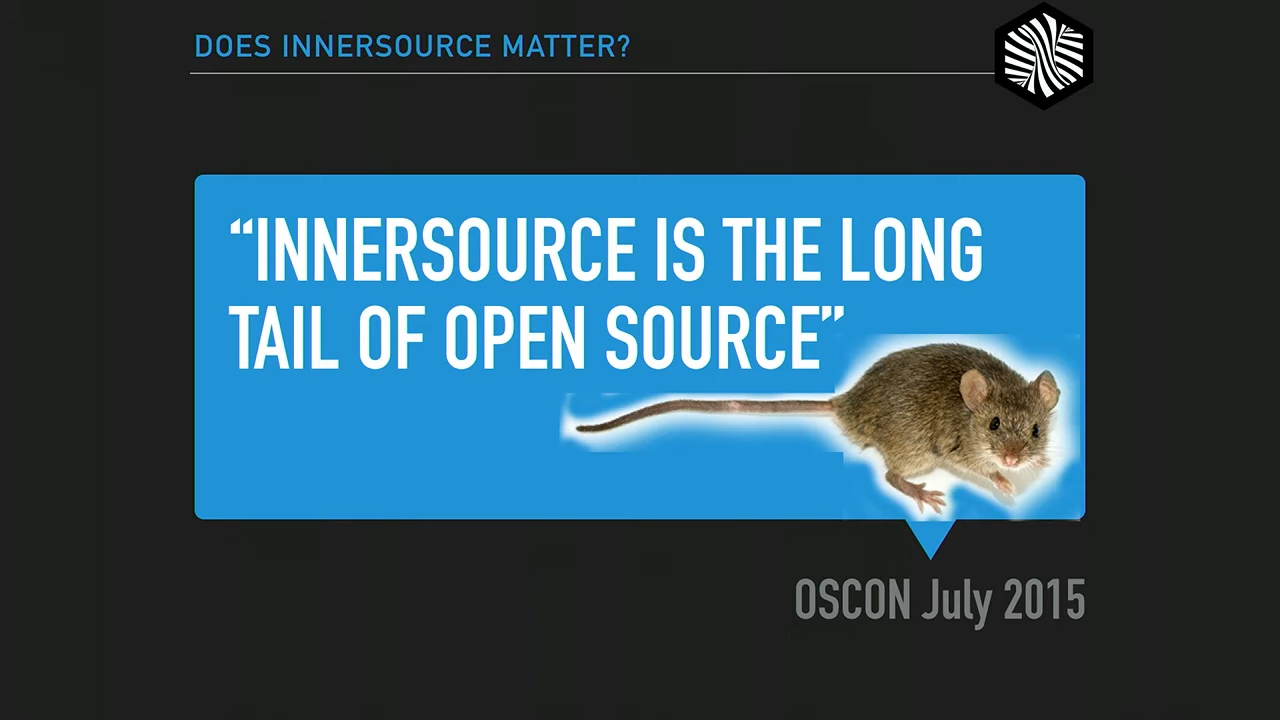 DOES INNERSOURCE MATTER?
“INNERSOURCE IS THE LONG
TAIL OF OPEN SOURCE”
OSCON July 2015